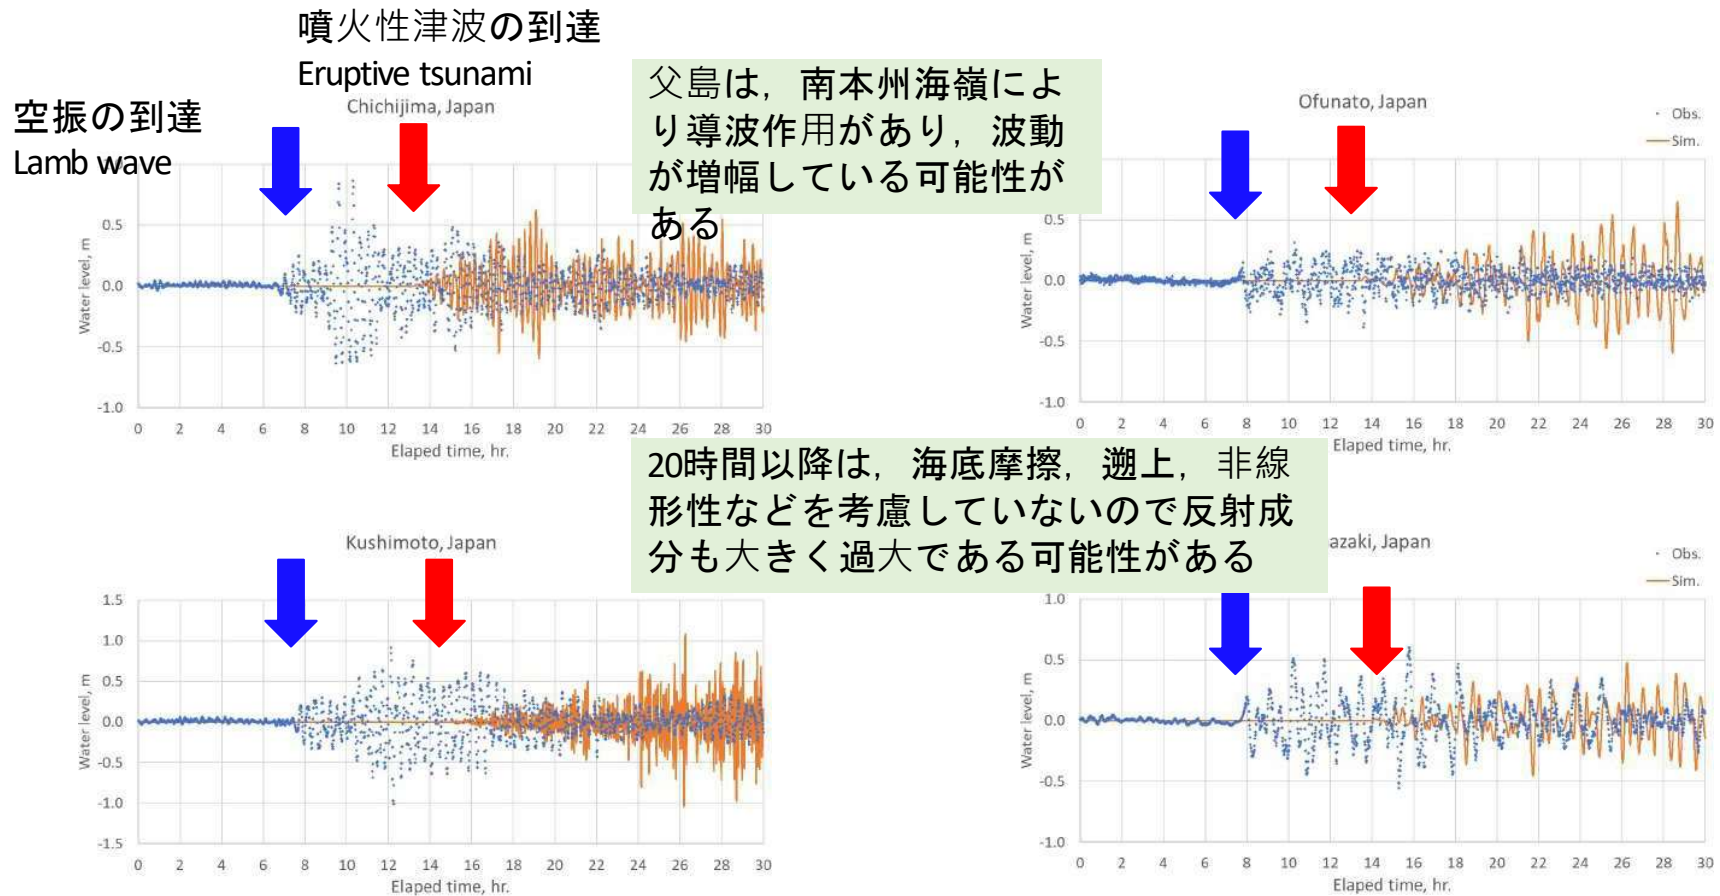 噴火性津波の到達
Eruptive tsunami
空振の到達
Lamb wave
父島は，南本州海嶺によ
り導波作用があり，波動
が増幅している可能性が
ある
Chichijima, Japan
0.5
0.0
-0.5
-1.0
Water level, m
0 2 4 6 8 10 12 14 16 18 20 22 24 26 28 30
Elaped time, hr.
Ofunato, Japan
Obs.
Sim.
0.5
0.0
-0.5
-1.0
Water level, m
0 2 4 6 8 10 12 14 16 18 20 22 24 26 28 30
Elaped time, hr.
20時間以降は，海底摩擦，遡上，非線
形性などを考慮していないので反射成
分も大きく過大である可能性がある
Kushimoto, Japan
1.5
1.0
0.5
0.0
-0.5
-1.0
-1.5
Water level, m
0 2 4 6 8 10 12 14 16 18 20 22 24 26 28 30
Elaped time, hr.
azaki, Japan
Obs.
Sim.
1.0
0.5
0.0
-0.5
-1.0
Water level, m
0 2 4 6 8 10 12 14 16 18 20 22 24 26 28 30
Elaped time, hr.